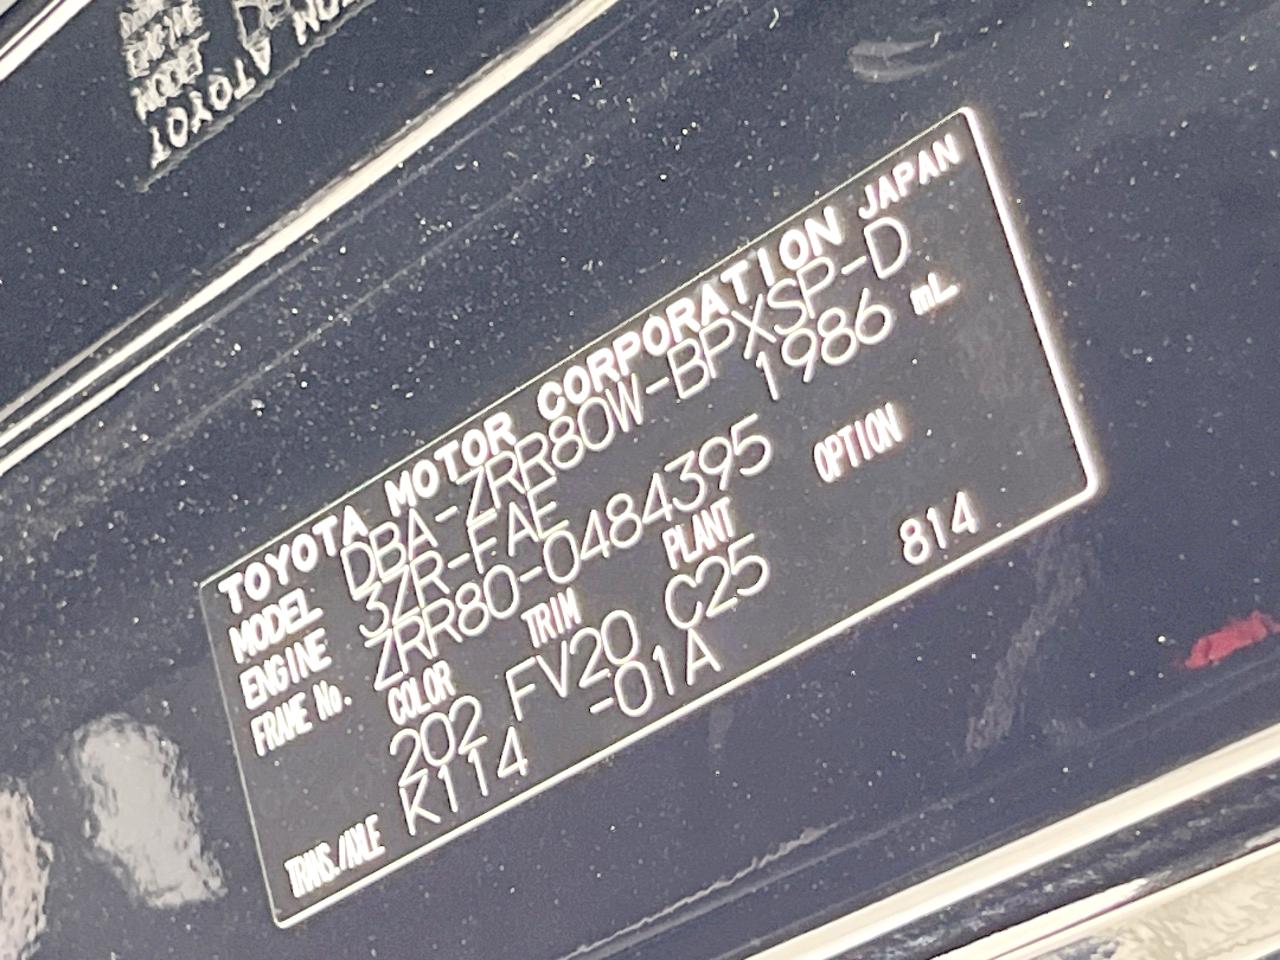 TOYOTA MOTOR CORPORATION JAPAN
MODEL DBA-ZRR80W-BPXSP-D
ENGINE 3ZR-FAE 1986 mL
FRAME No. ZRR80-0484395
COLOR TRIM PLANT OPTION
202 FV20 C25 814
TRANS./AXLE K114 -01A